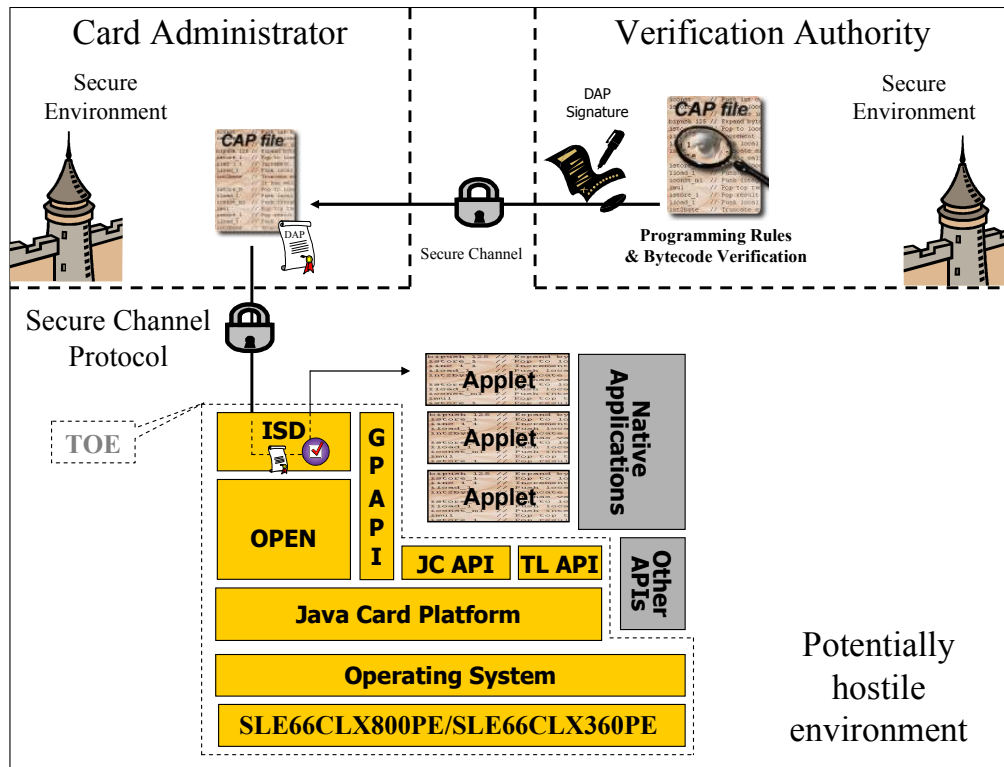 Card Administrator
Verification Authority
Secure
Environment
CAP file
DAP
DAP
Signature
CAP file
Secure
Environment
Secure Channel
Programming Rules
& Bytecode Verification
Secure Channel
Protocol
TOE
ISD
OPEN
GP API
Applet
Applet
Applet
Native
Applications
JC API
TL API
Other
APIs
Java Card Platform
Operating System
SLE66CLX800PE/SLE66CLX360PE
Potentially
hostile
environment